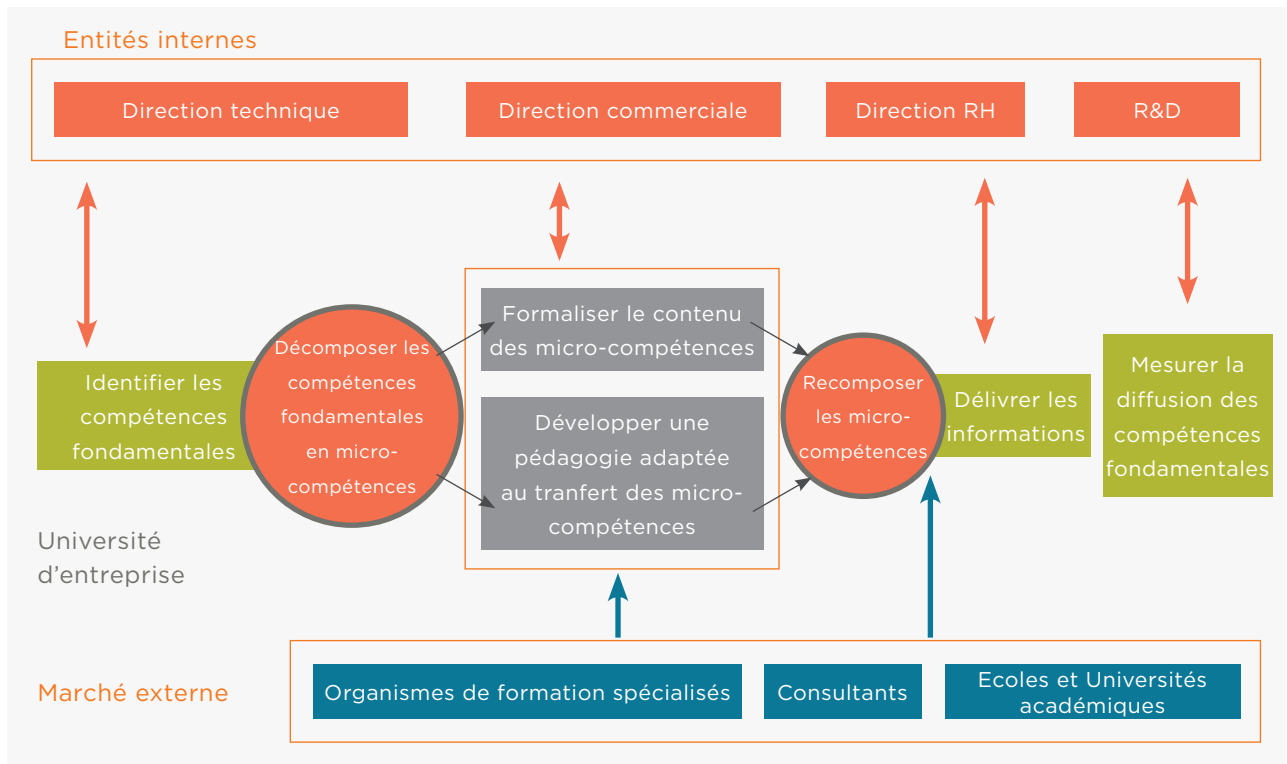 Entités internes
Direction technique
Direction commerciale
Direction RH
R&D
Identifier les
compétences
fondamentales
Décomposer les
compétences
fondamentales
en micro-
compétences
Formaliser le contenu
des micro-compétences
Développer une
pédagogie adaptée
au tranfert des micro-
compétences
Recomposer
les micro-
compétences
Délivrer les
informations
Mesurer la
diffusion des
compétences
fondamentales
Université
d'entreprise
Marché externe
Organismes de formation spécialisés
Consultants
Ecoles et Universités
académiques